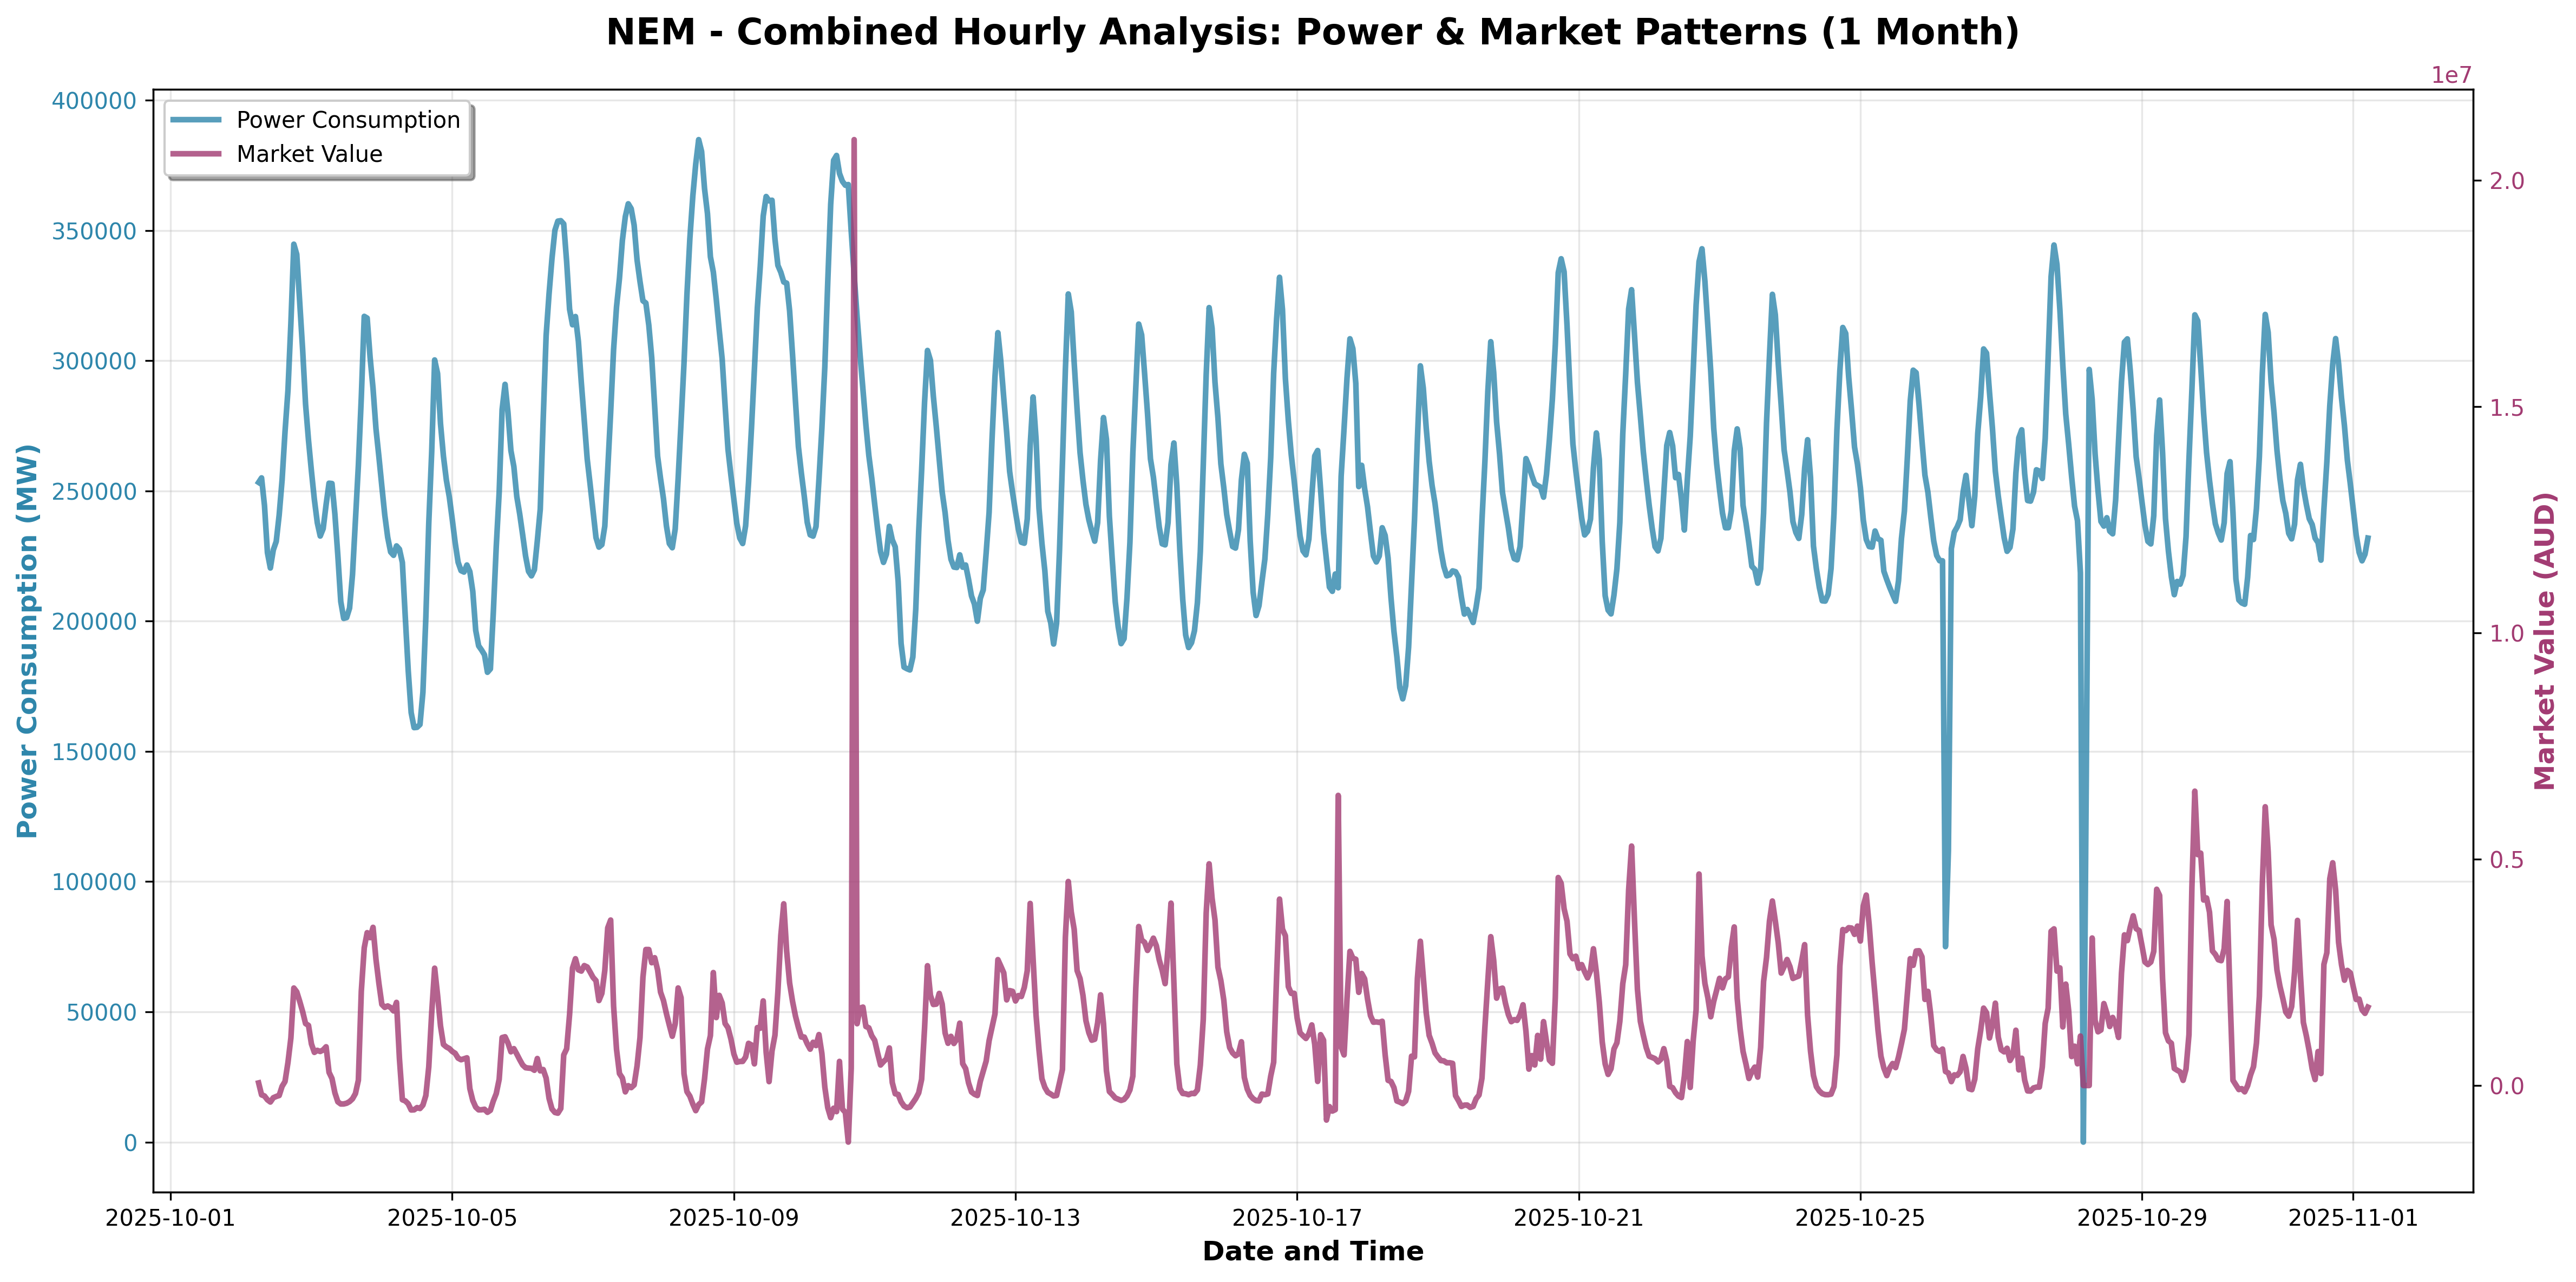 NEM - Combined Hourly Analysis: Power & Market Patterns (1 Month)
1e7
Power Consumption
Market Value
400000
350000
300000
250000
200000
150000
100000
50000
0
Power Consumption (MW)
2.0
1.5
1.0
0.5
0.0
Market Value (AUD)
2025-10-01 2025-10-05 2025-10-09 2025-10-13 2025-10-17 2025-10-21 2025-10-25 2025-10-29 2025-11-01
Date and Time